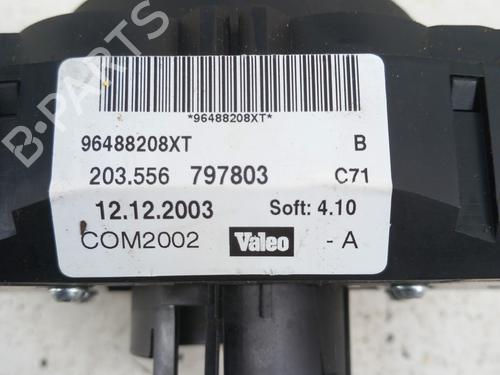 B-PARTS
*96488208XT*
96488208XT B
203.556 797803 C71
12.12.2003 Soft: 4.10
COM2002 Valeo - A